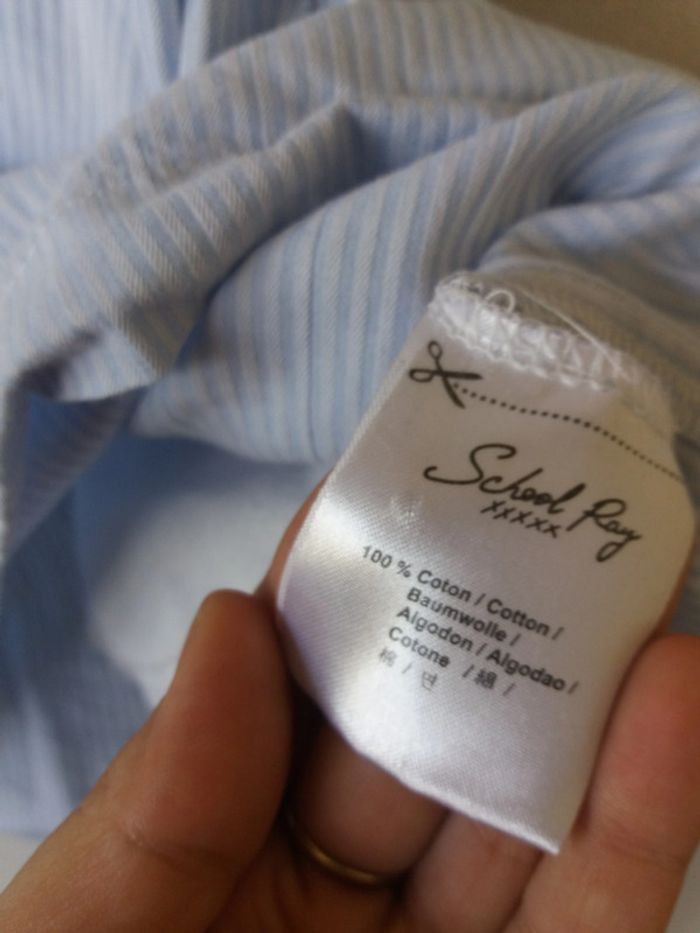 School Rag
xxxxx
100 % Coton / Cotton /
Baumwolle /
Algodon / Algodao /
Cotone / 綿 /
棉 / 면